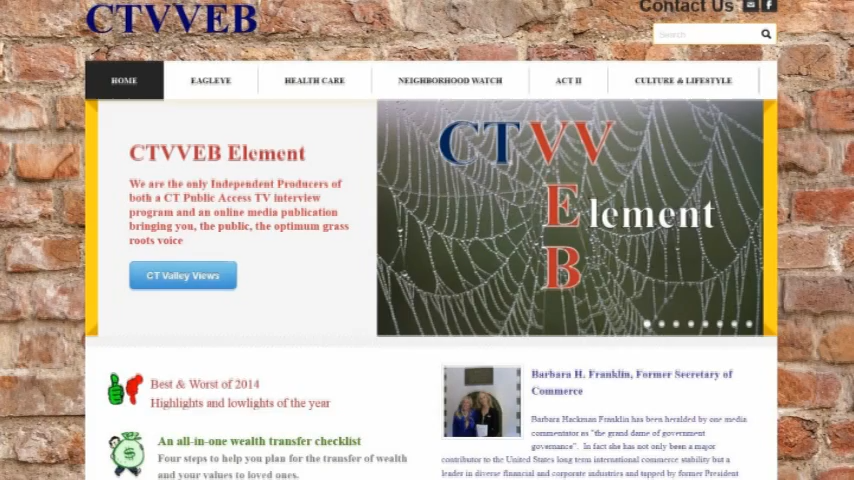 CTVVEB
Contact Us
Search
HOME
EAGLEYE
HEALTH CARE
NEIGHBORHOOD WATCH
ACT II
CULTURE & LIFESTYLE
CTVVEB Element
We are the only Independent Producers of
both a CT Public Access TV interview
program and an online media publication
bringing you, the public, the optimum grass
roots voice
CT Valley Views
CTVV
Element
B
Best & Worst of 2014
Highlights and lowlights of the year
An all-in-one wealth transfer checklist
Four steps to help you plan for the transfer of wealth
and your values to loved ones.
Barbara H. Franklin, Former Secretary of
Commerce
Barbara Hackman Franklin has been heralded by one media
commentator as "the grand dame of government
governance". In fact she has not only been a major
contributor to the United States long term international commerce stability but a
leader in diverse financial and corporate industries and tapped by former President